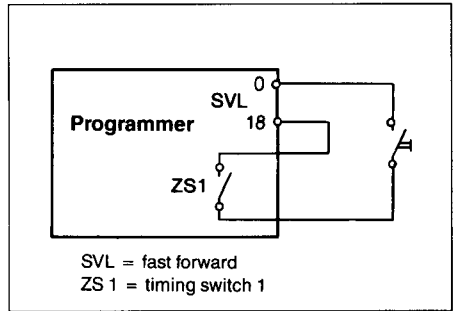 0
SVL
Programmer 18
ZS1
SVL = fast forward
ZS 1 = timing switch 1